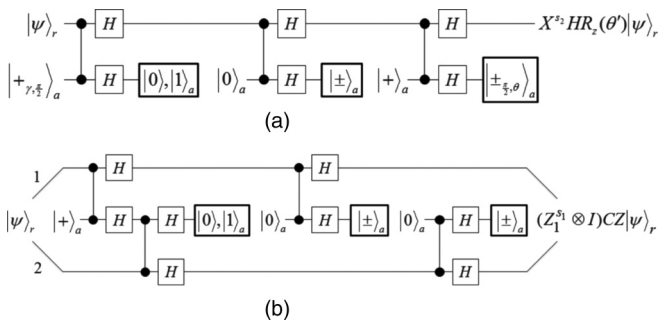 |ψ⟩_r H H H X^{s_2} H R_z(θ′)|ψ⟩_r
|+_{γ,π/2}⟩_a H |0⟩,|1⟩_a |0⟩_a H |±⟩_a |+⟩_a H |±_{π/2,θ}⟩_a
(a)
1 H H
|ψ⟩_r |+⟩_a H H |0⟩,|1⟩_a |0⟩_a H |±⟩_a |0⟩_a H |±⟩_a (Z_1^{s_1} ⊗ I)CZ|ψ⟩_r
2 H H
(b)